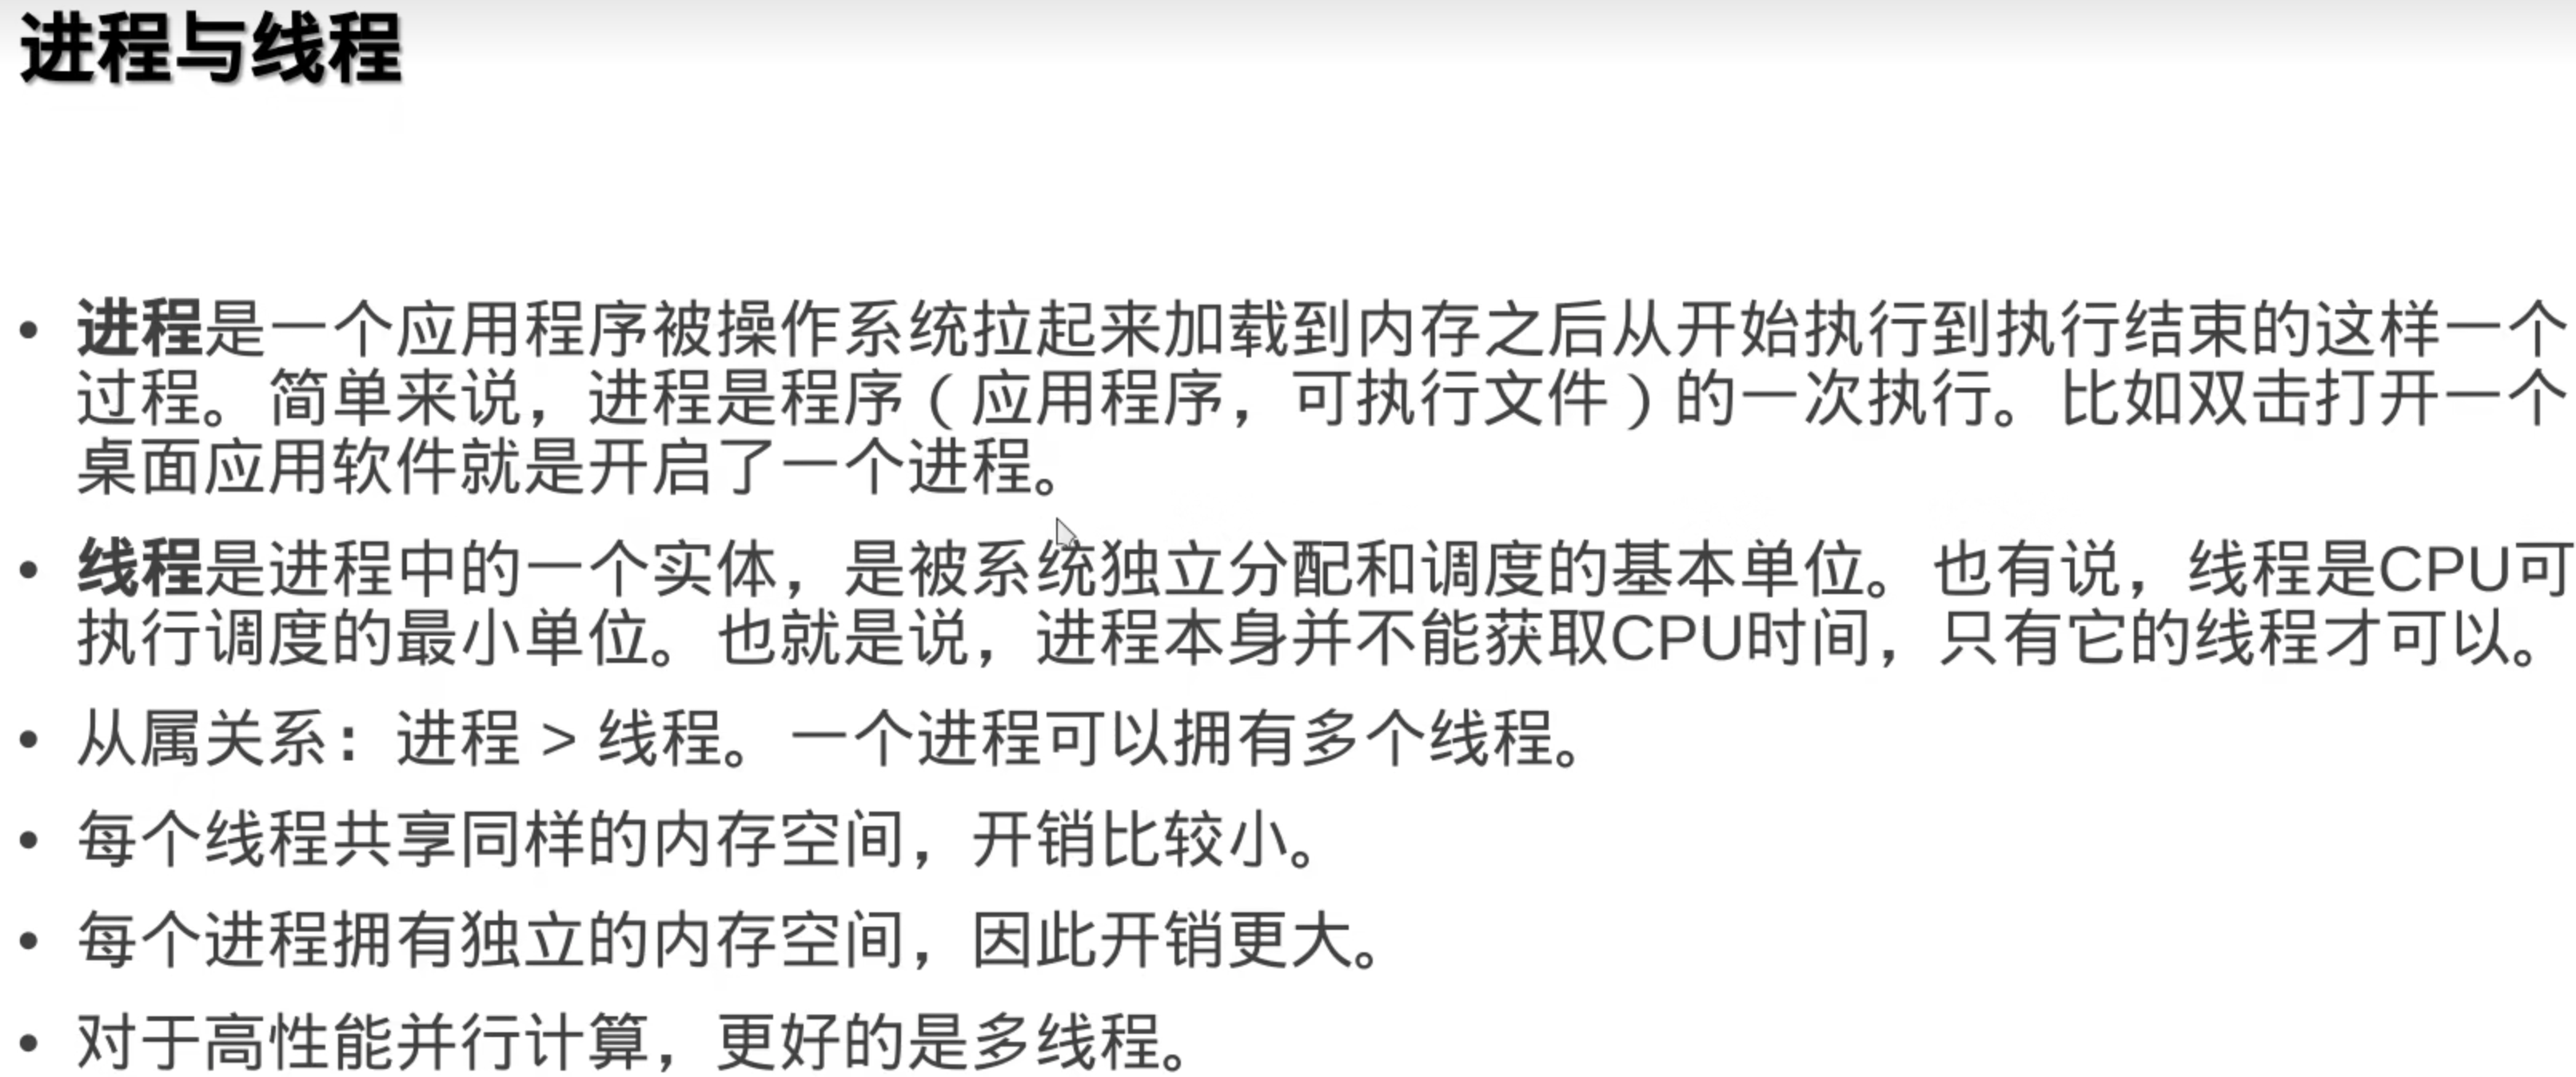 进程与线程
• 进程是一个应用程序被操作系统拉起来加载到内存之后从开始执行到执行结束的这样一个
过程。简单来说，进程是程序（应用程序，可执行文件）的一次执行。比如双击打开一个
桌面应用软件就是开启了一个进程。
• 线程是进程中的一个实体，是被系统独立分配和调度的基本单位。也有说，线程是CPU可
执行调度的最小单位。也就是说，进程本身并不能获取CPU时间，只有它的线程才可以。
• 从属关系：进程 > 线程。一个进程可以拥有多个线程。
• 每个线程共享同样的内存空间，开销比较小。
• 每个进程拥有独立的内存空间，因此开销更大。
• 对于高性能并行计算，更好的是多线程。